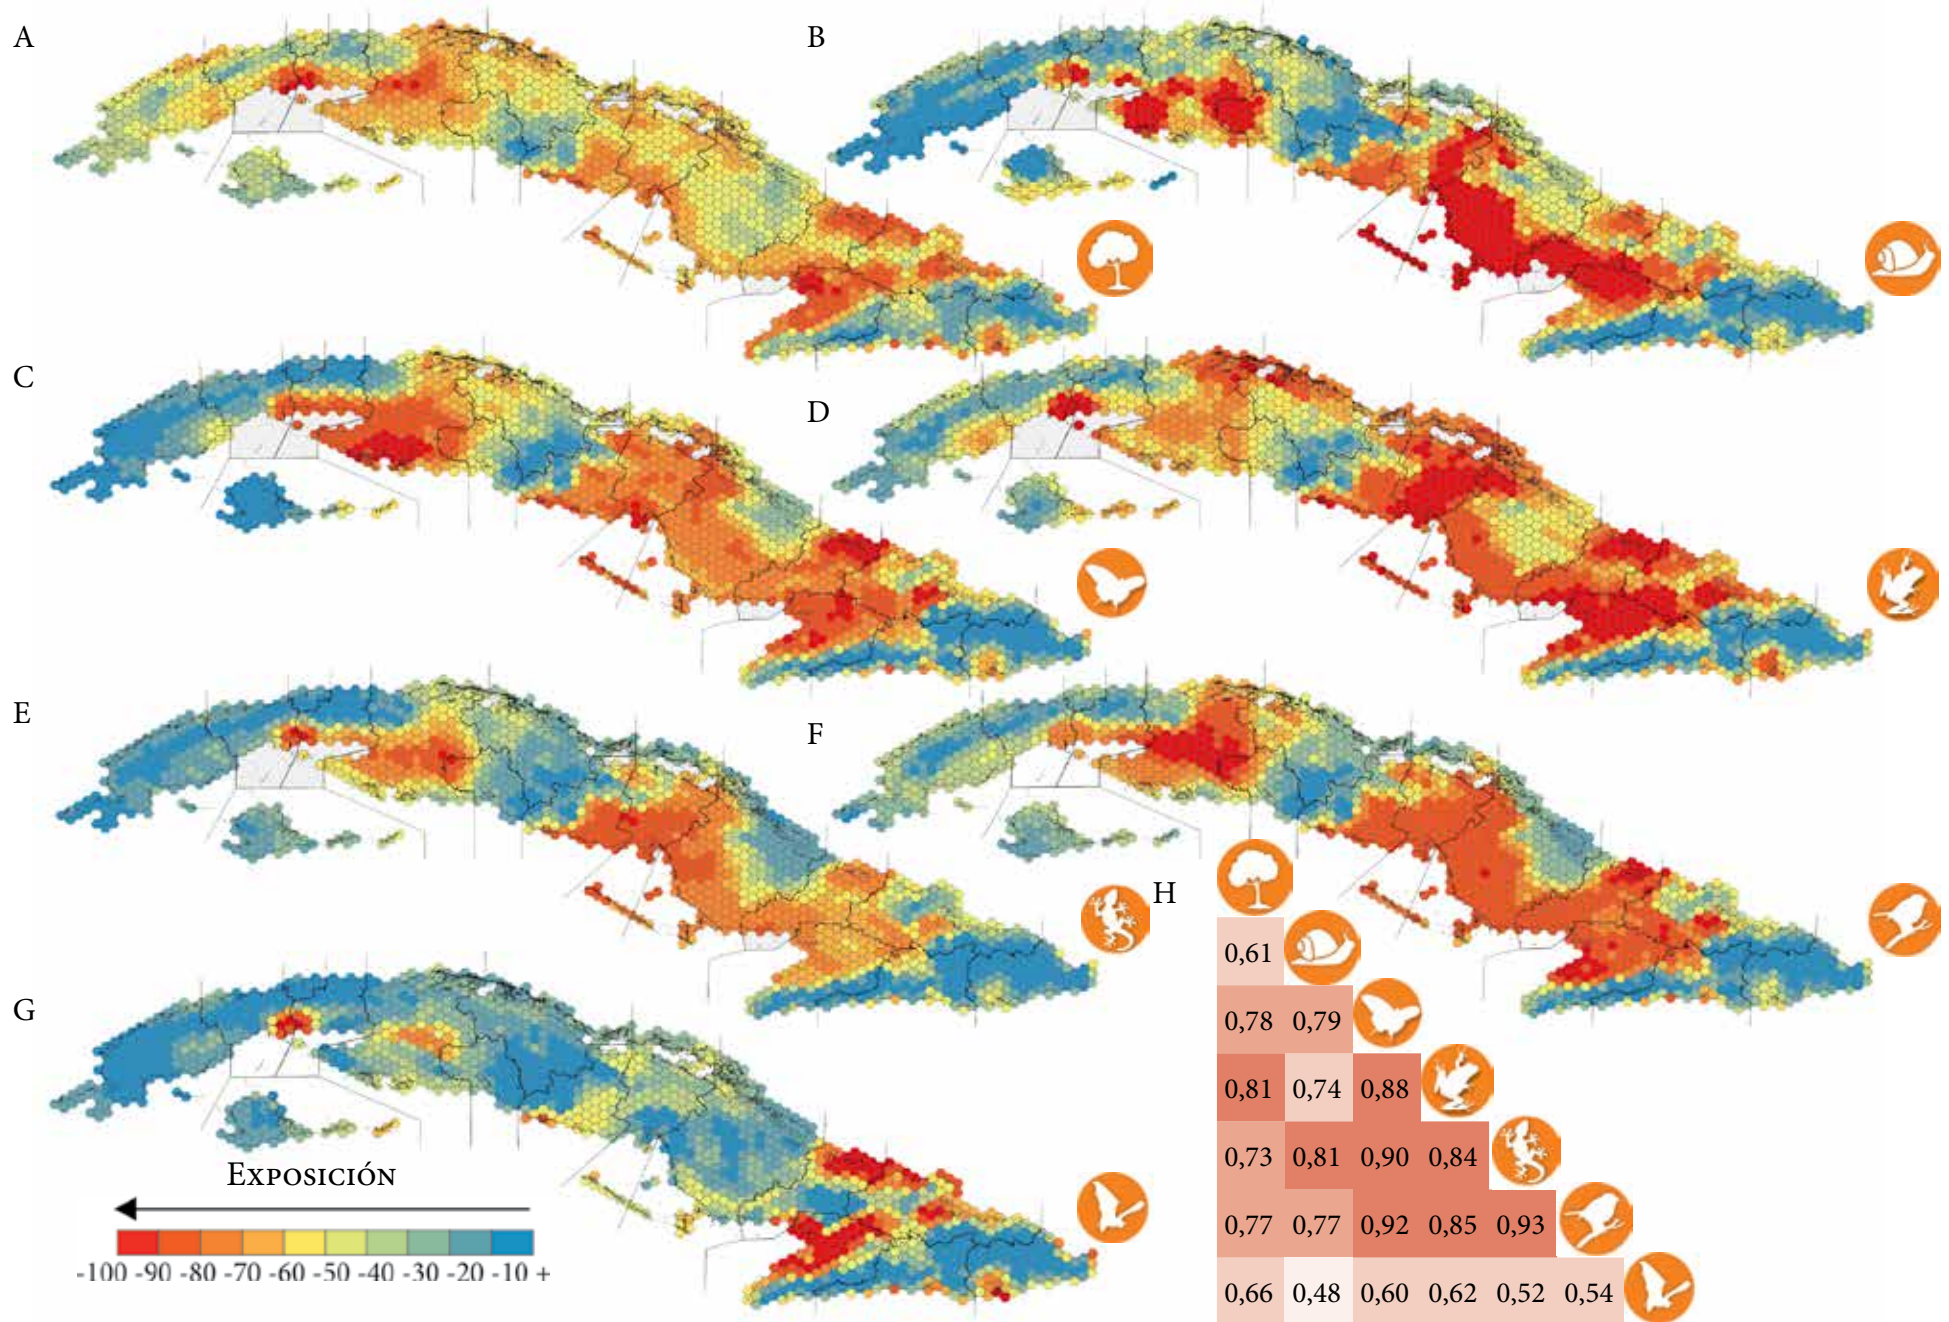 A
B
C
D
E
F
H
0,61
0,78 0,79
0,81 0,74 0,88
0,73 0,81 0,90 0,84
0,77 0,77 0,92 0,85 0,93
0,66 0,48 0,60 0,62 0,52 0,54
G
EXPOSICIÓN
-100 -90 -80 -70 -60 -50 -40 -30 -20 -10 +